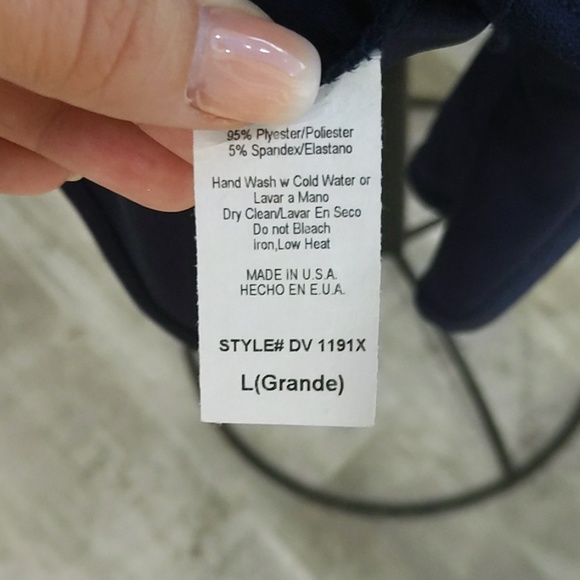 95% Plyester/Poliester
5% Spandex/Elastano
Hand Wash w Cold Water or
Lavar a Mano
Dry Clean/Lavar En Seco
Do not Bleach
iron,Low Heat
MADE IN U.S.A.
HECHO EN E.U.A.
STYLE# DV 1191X
L(Grande)